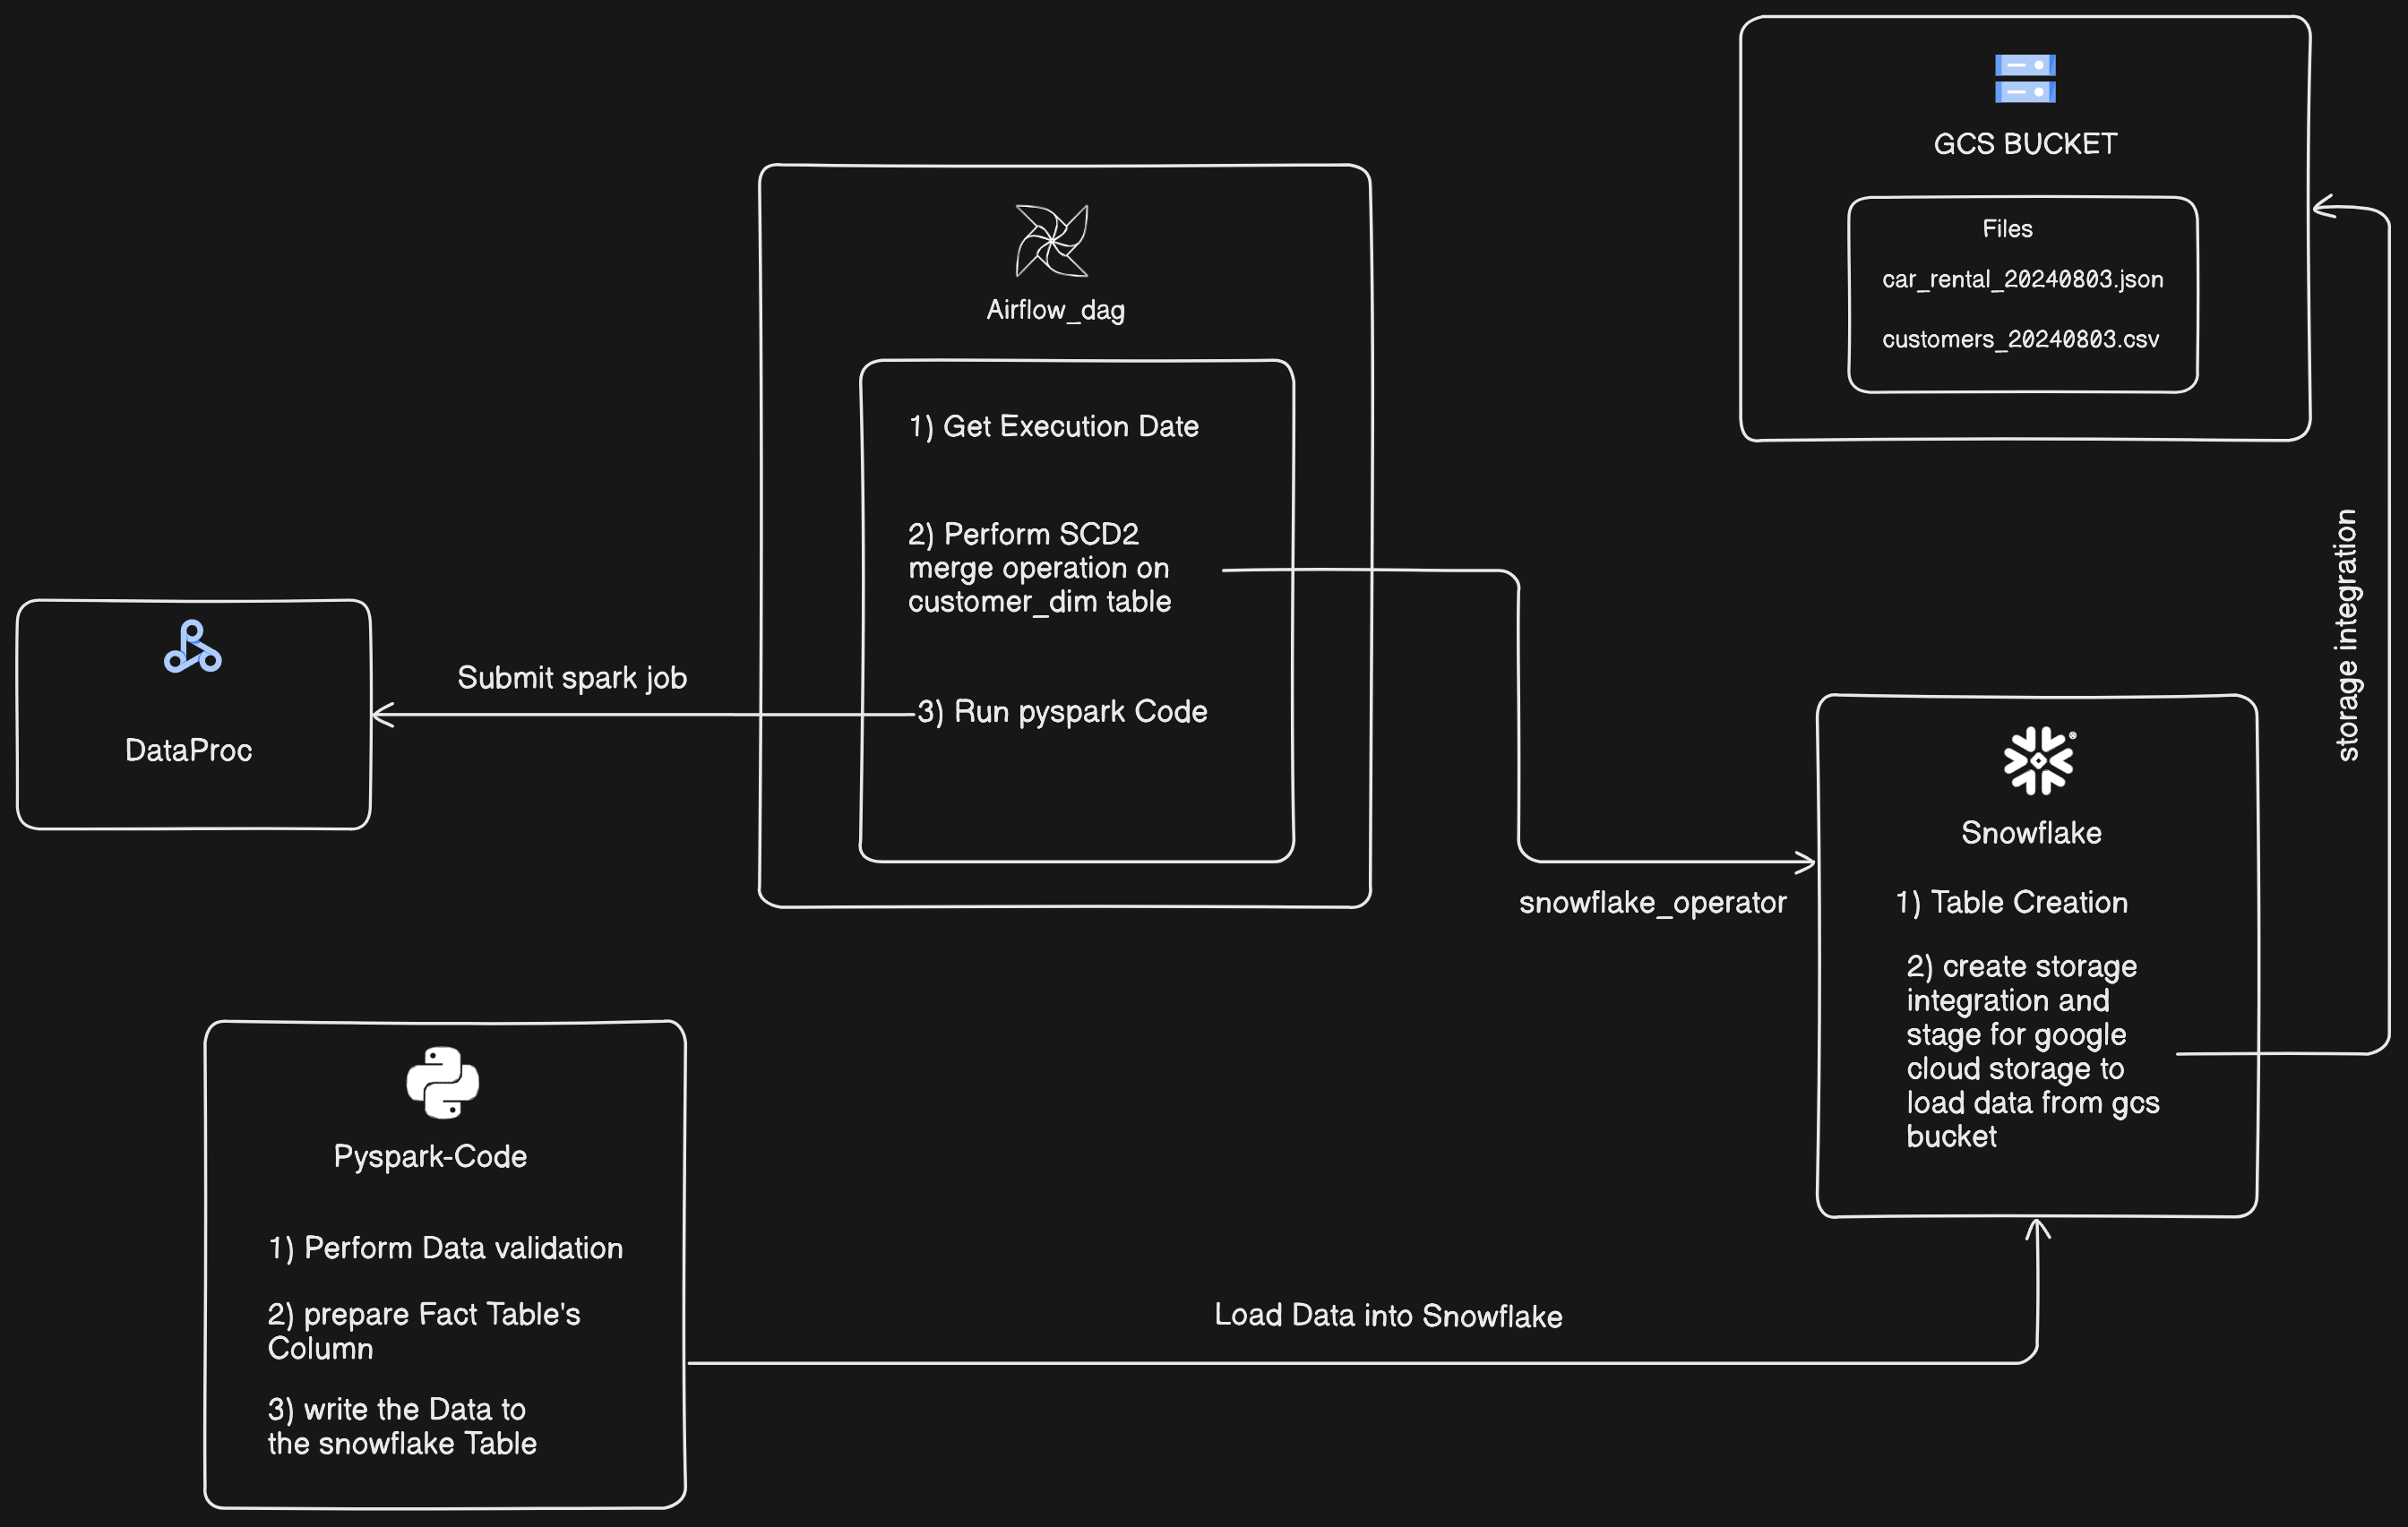 GCS BUCKET
Files
car_rental_20240803.json
customers_20240803.csv
Airflow_dag
1) Get Execution Date
2) Perform SCD2
merge operation on
customer_dim table
3) Run pyspark Code
Submit spark job
DataProc
storage integration
snowflake_operator
Snowflake
1) Table Creation
2) create storage
integration and
stage for google
cloud storage to
load data from gcs
bucket
Pyspark-Code
1) Perform Data validation
2) prepare Fact Table's
Column
3) write the Data to
the snowflake Table
Load Data into Snowflake